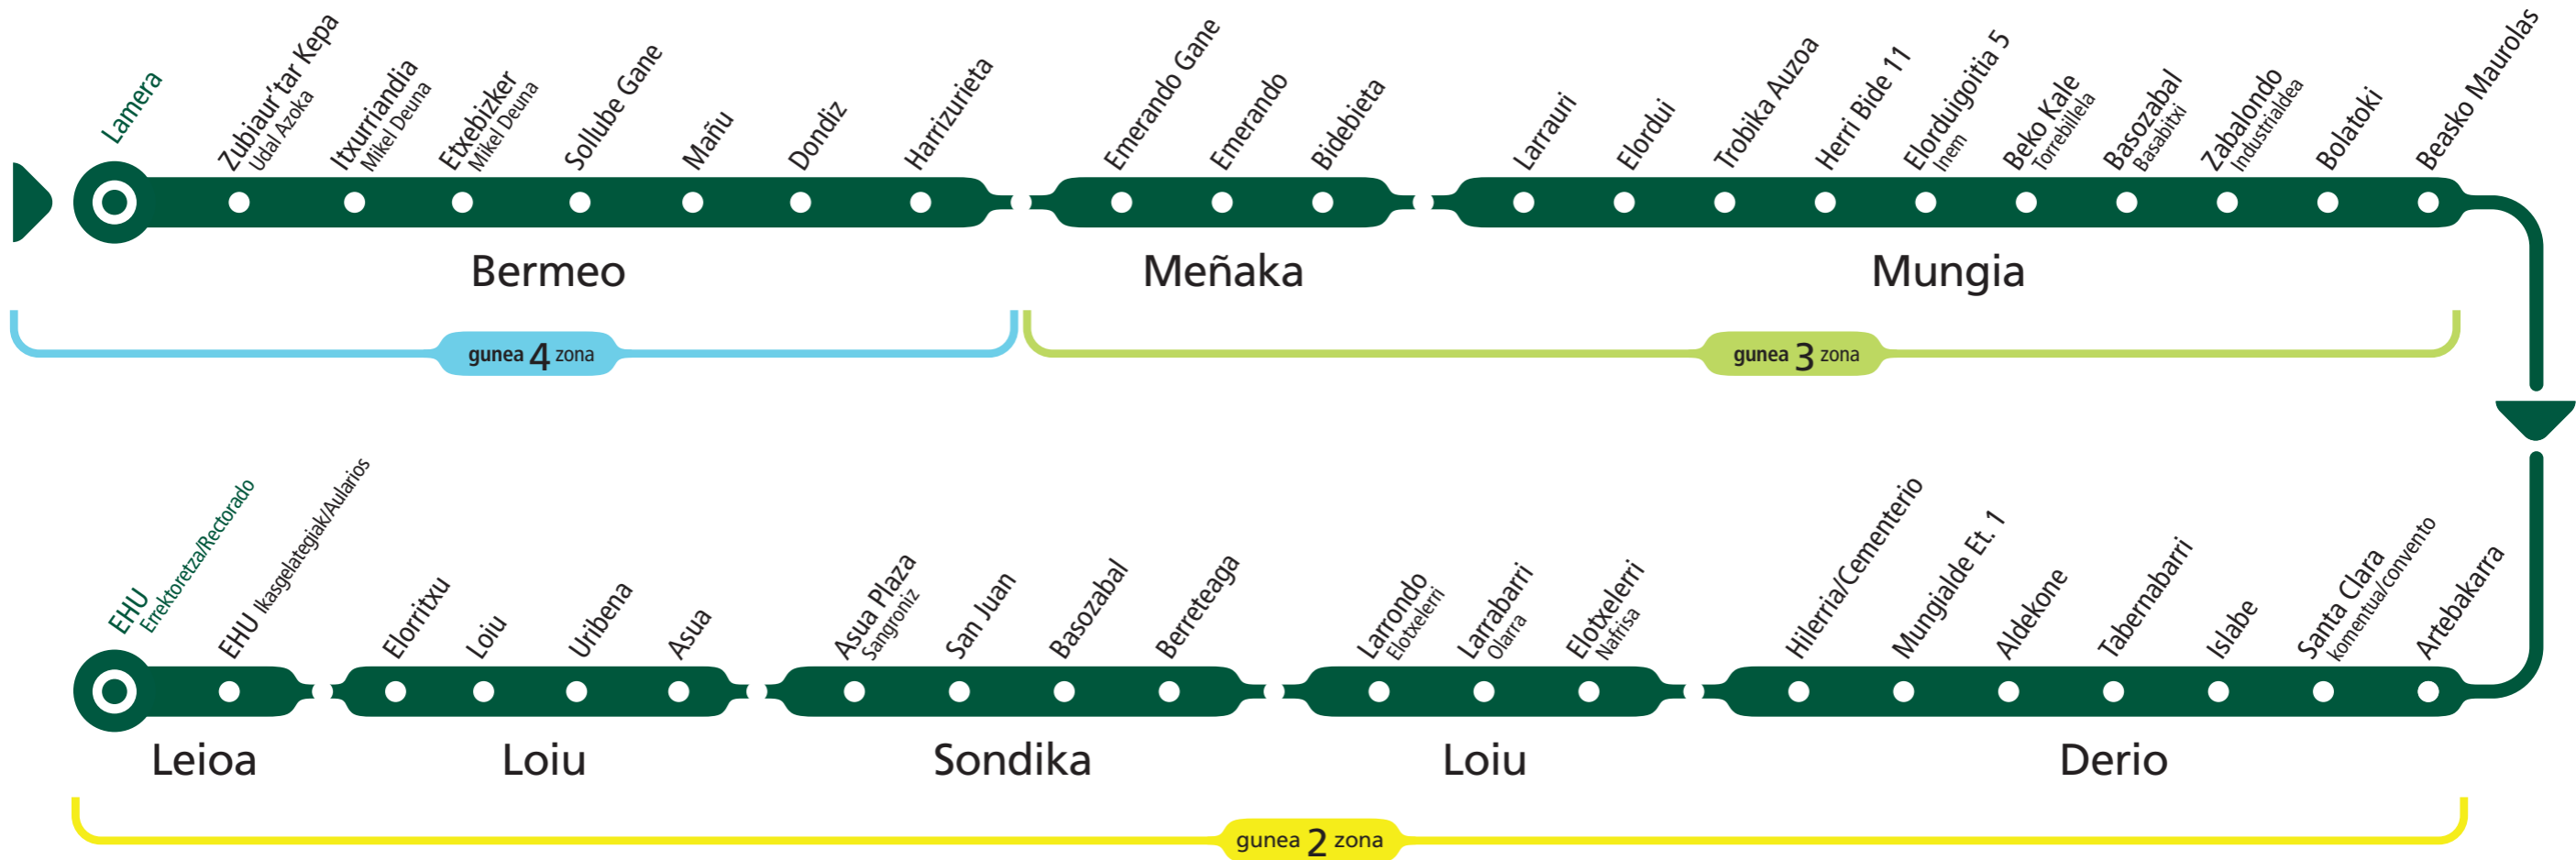 Lamera
Zubiaur'tar Kepa
Udal Azoka
Itxurriandia
Mikel Deuna
Etxebizker
Mikel Deuna
Sollube Gane
Mañu
Dondiz
Harrizurieta
Emerando Gane
Emerando
Bidebieta
Larrauri
Elordui
Trobika Auzoa
Herri Bide 11
Elorduigoitia 5
Inem
Beko Kale
Torrebillela
Basozabal
Basabitxi
Zabalondo
Industrialdea
Bolatoki
Beasko Maurolas
Bermeo
Meñaka
Mungia
gunea 4 zona
gunea 3 zona
EHU
Errektoretza/Rectorado
EHU Ikasgelategiak/Aularios
Elorritxu
Loiu
Uribena
Asua
Asua Plaza
Sangroniz
San Juan
Basozabal
Berreteaga
Larrondo
Elotxelerri
Larrabarri
Olarra
Elotxelerri
Nafrisa
Hilerria/Cementerio
Mungialde Et. 1
Aldekone
Tabernabarri
Islabe
Santa Clara
komentua/convento
Artebakarra
Leioa
Loiu
Sondika
Loiu
Derio
gunea 2 zona